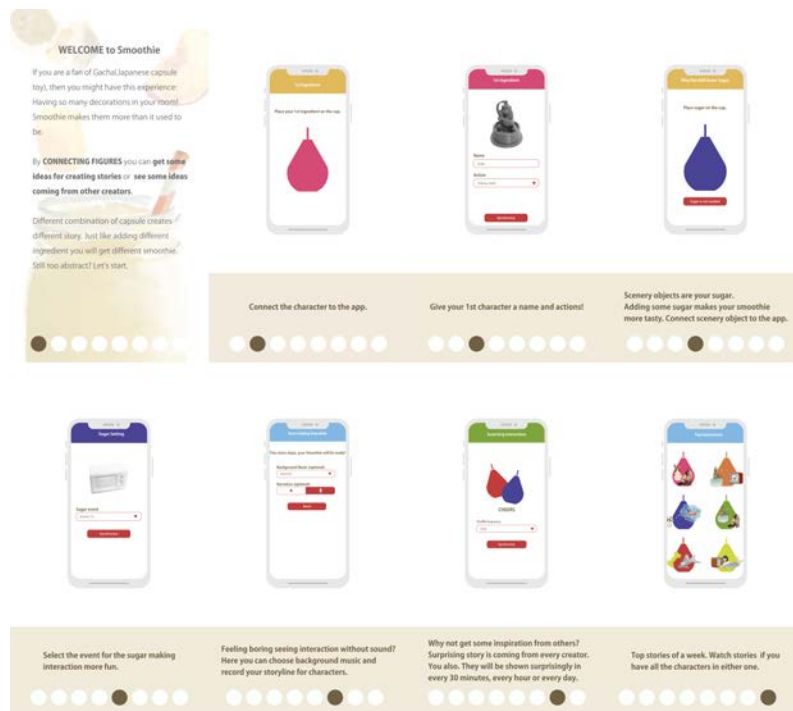 WELCOME to Smoothie
If you are a fan of Gacha(Japanese capsule
toy), then you might have this experience:
Having so many decorations in your room!
Smoothie makes them more than it used to
be.
By CONNECTING FIGURES you can get some
ideas for creating stories or see some ideas
coming from other creators.
Different combination of capsule creates
different story. Just like adding different
ingredient you will get different smoothie.
Still too abstract? Let's start.
1st Ingredient
Place your 1st ingredient on the cup.
Connect the character to the app.
1st Ingredient
Name
Action
Give your 1st character a name and actions!
Place sugar on the cup.
Sugar is not needed
Scenery objects are your sugar.
Adding some sugar makes your smoothie
more tasty. Connect scenery object to the app.
Sugar Setting
Sugar event
Select the event for the sugar making
interaction more fun.
Background Music (optional)
Narration (optional)
Feeling boring seeing interaction without sound?
Here you can choose background music and
record your storyline for characters.
Surprising Interaction
CHEERS
Why not get some inspiration from others?
Surprising story is coming from every creator.
You also. They will be shown surprisingly in
every 30 minutes, every hour or every day.
Top stories of a week. Watch stories if you
have all the characters in either one.